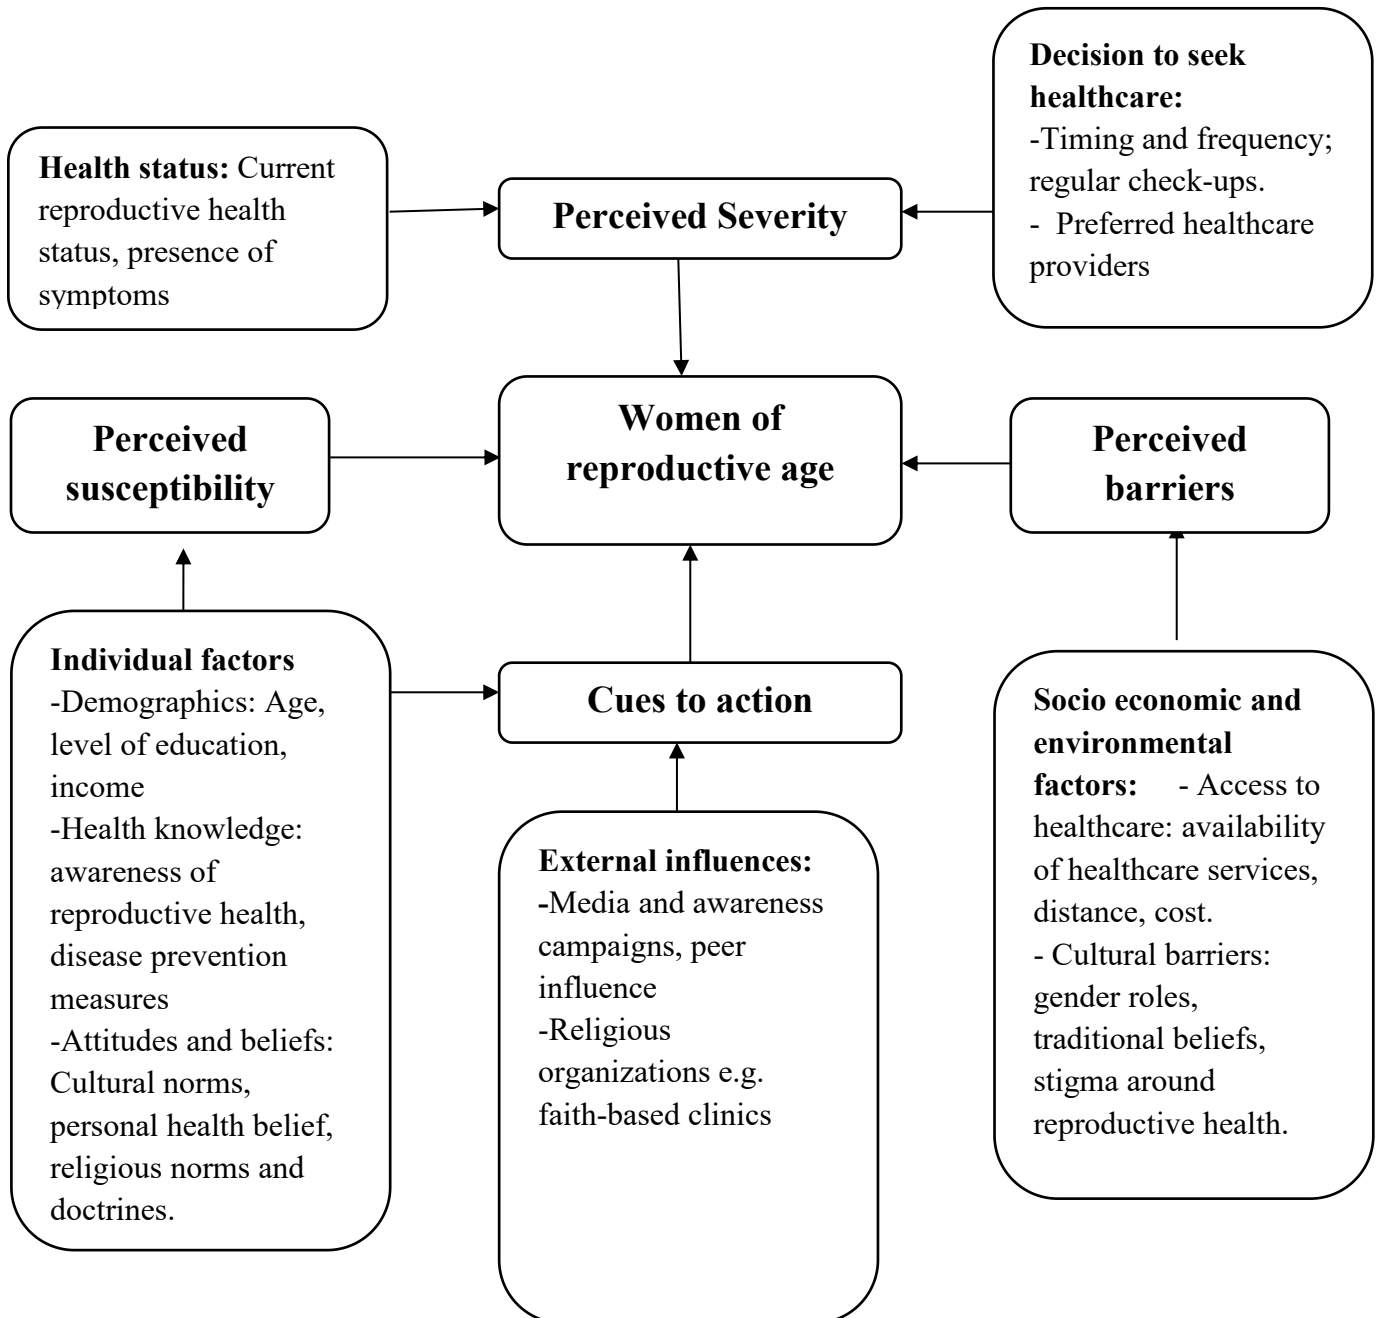 Decision to seek
healthcare:
-Timing and frequency;
regular check-ups.
- Preferred healthcare
providers
Health status: Current
reproductive health
status, presence of
symptoms
Perceived Severity
Perceived
susceptibility
Women of
reproductive age
Perceived
barriers
Individual factors
-Demographics: Age,
level of education,
income
-Health knowledge:
awareness of
reproductive health,
disease prevention
measures
-Attitudes and beliefs:
Cultural norms,
personal health belief,
religious norms and
doctrines.
Cues to action
External influences:
-Media and awareness
campaigns, peer
influence
-Religious
organizations e.g.
faith-based clinics
Socio economic and
environmental
factors: - Access to
healthcare: availability
of healthcare services,
distance, cost.
- Cultural barriers:
gender roles,
traditional beliefs,
stigma around
reproductive health.